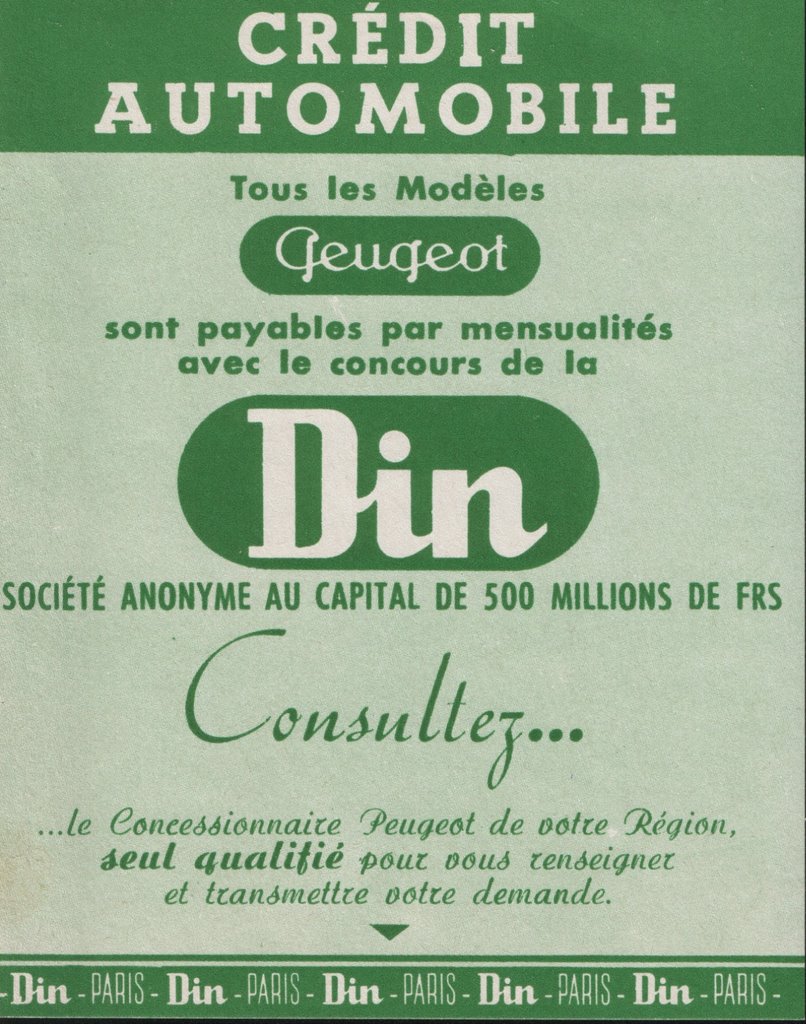 CRÉDIT
AUTOMOBILE
Tous les Modèles
Peugeot
sont payables par mensualités
avec le concours de la
Din
SOCIÉTÉ ANONYME AU CAPITAL DE 500 MILLIONS DE FRS
Consultez...
...le Concessionnaire Peugeot de votre Région,
seul qualifié pour vous renseigner
et transmettre votre demande.
-Din - PARIS - Din - PARIS - Din - PARIS - Din - PARIS - Din - PARIS -